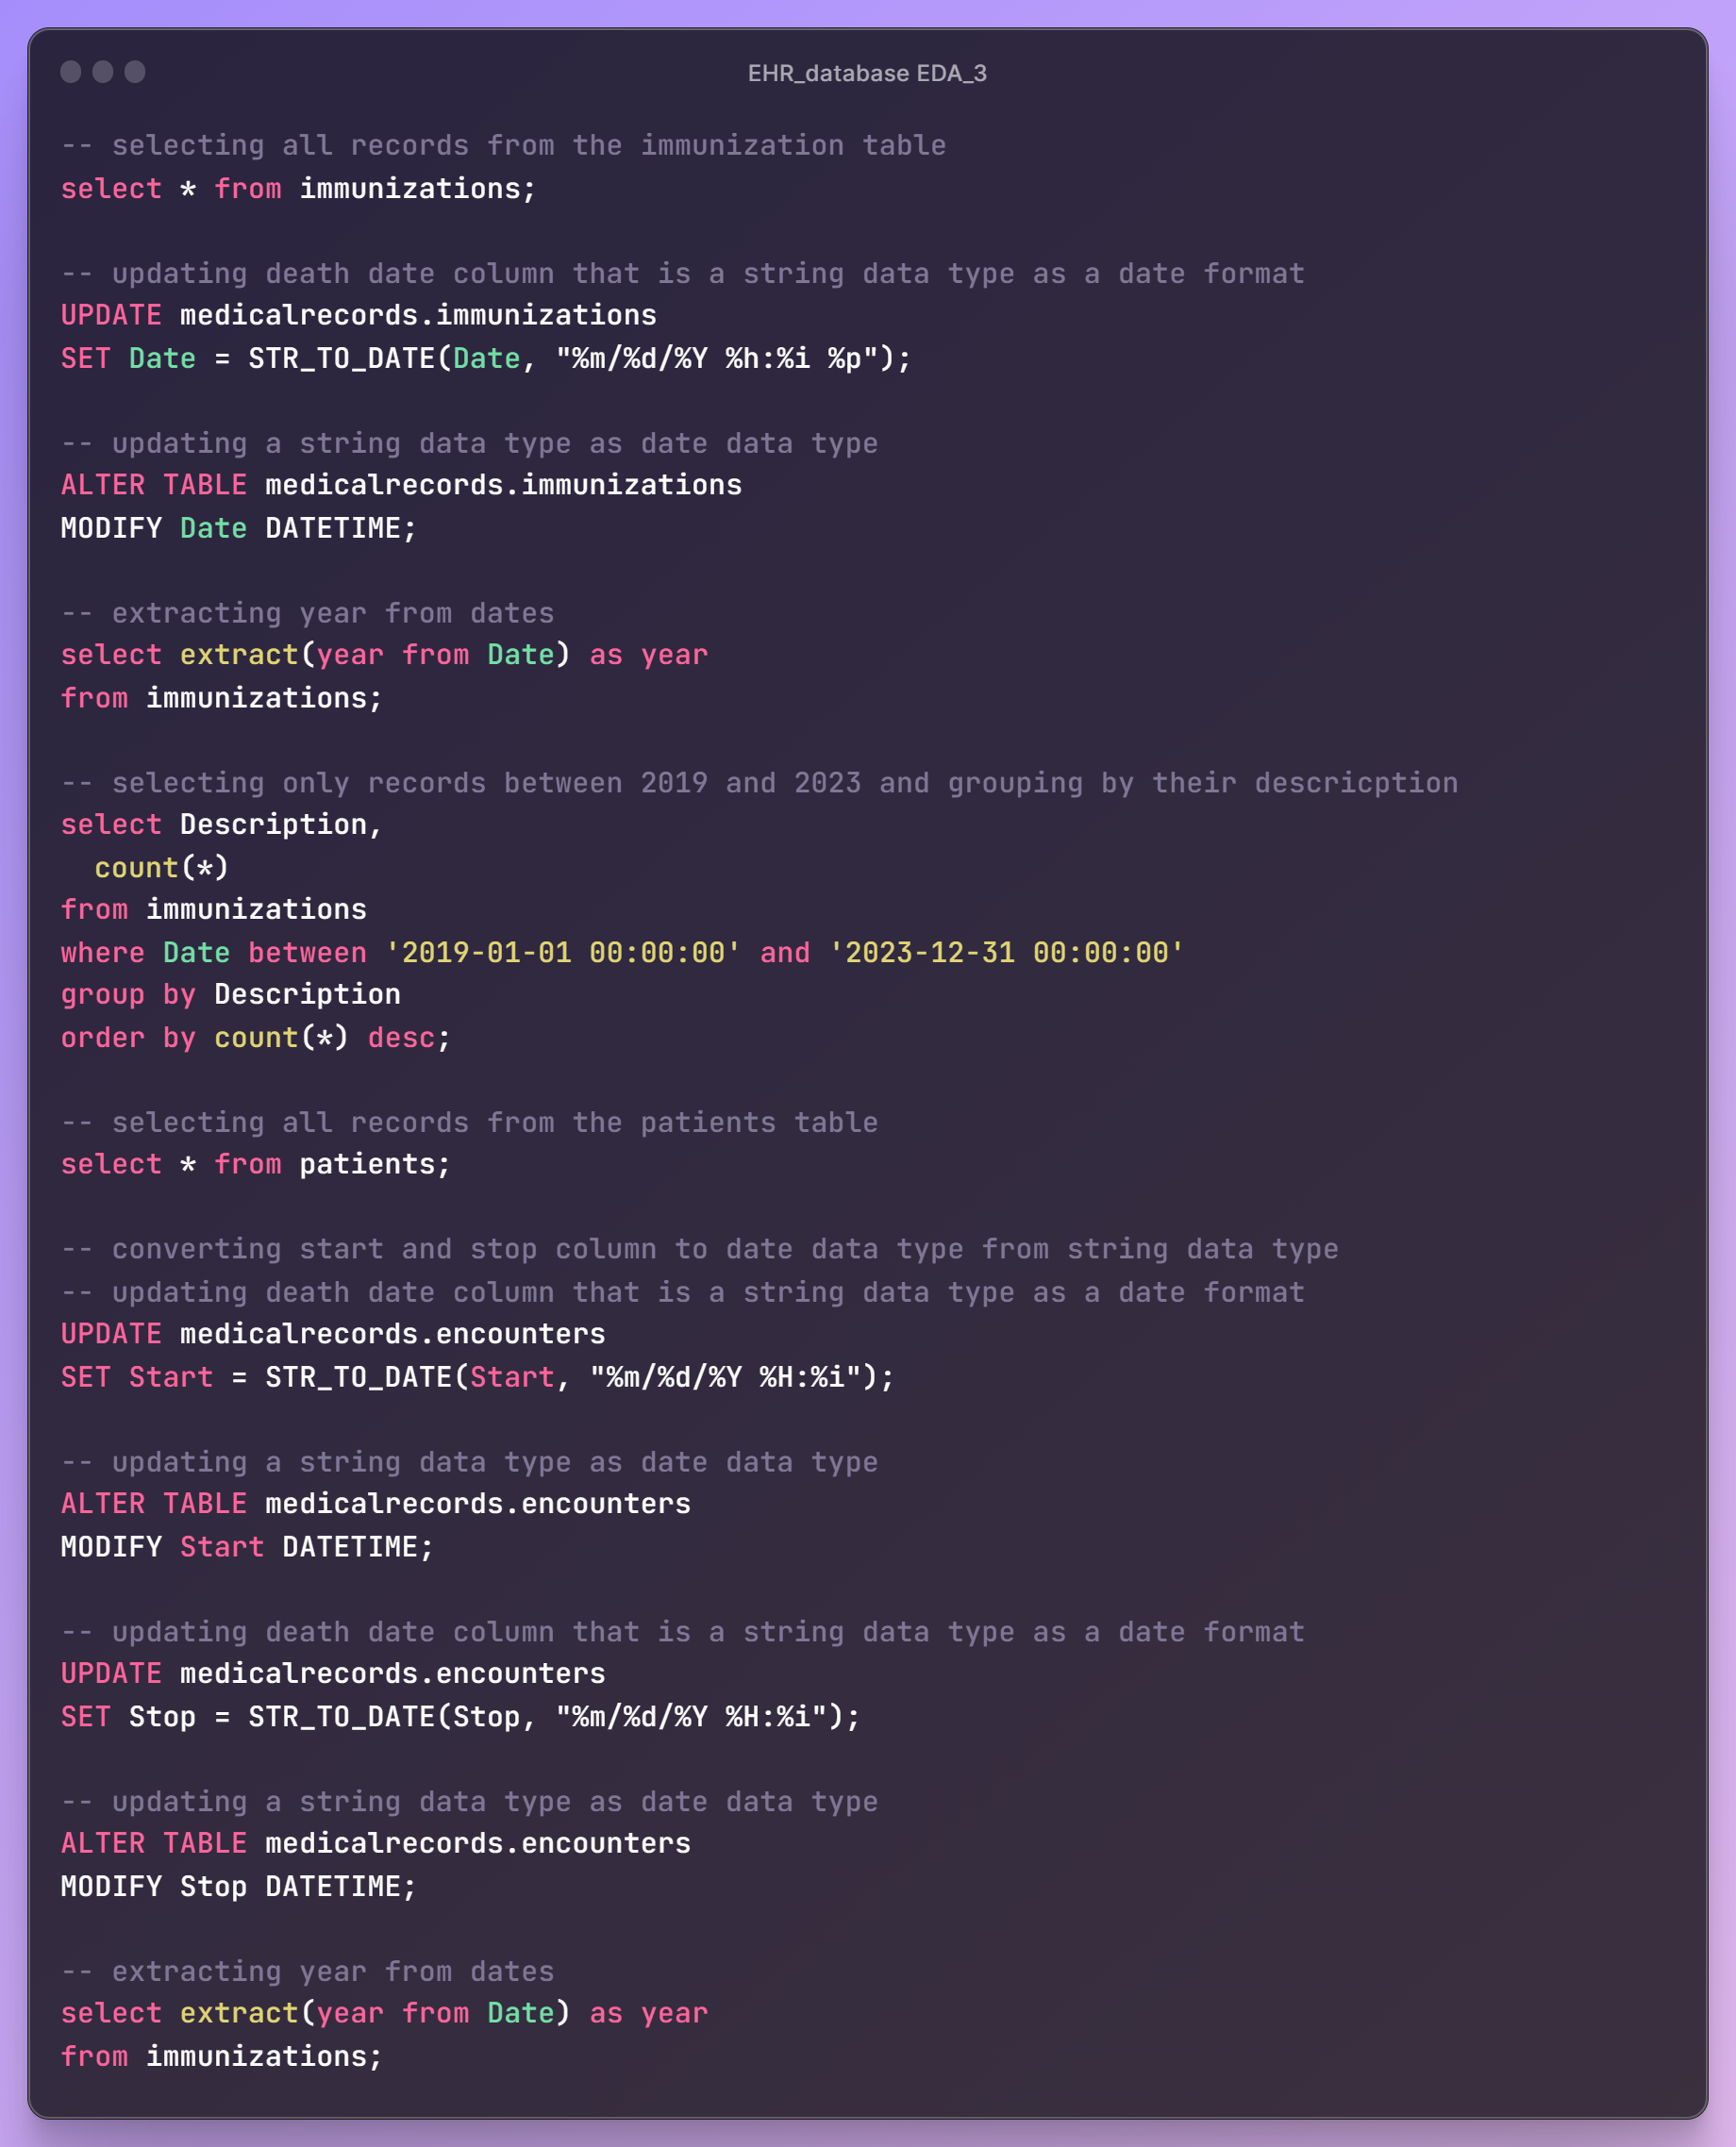 EHR_database EDA_3
-- selecting all records from the immunization table
select * from immunizations;
-- updating death date column that is a string data type as a date format
UPDATE medicalrecords.immunizations
SET Date = STR_TO_DATE(Date, "%m/%d/%Y %h:%i %p");
-- updating a string data type as date data type
ALTER TABLE medicalrecords.immunizations
MODIFY Date DATETIME;
-- extracting year from dates
select extract(year from Date) as year
from immunizations;
-- selecting only records between 2019 and 2023 and grouping by their descricption
select Description,
  count(*)
from immunizations
where Date between '2019-01-01 00:00:00' and '2023-12-31 00:00:00'
group by Description
order by count(*) desc;
-- selecting all records from the patients table
select * from patients;
-- converting start and stop column to date data type from string data type
-- updating death date column that is a string data type as a date format
UPDATE medicalrecords.encounters
SET Start = STR_TO_DATE(Start, "%m/%d/%Y %H:%i");
-- updating a string data type as date data type
ALTER TABLE medicalrecords.encounters
MODIFY Start DATETIME;
-- updating death date column that is a string data type as a date format
UPDATE medicalrecords.encounters
SET Stop = STR_TO_DATE(Stop, "%m/%d/%Y %H:%i");
-- updating a string data type as date data type
ALTER TABLE medicalrecords.encounters
MODIFY Stop DATETIME;
-- extracting year from dates
select extract(year from Date) as year
from immunizations;